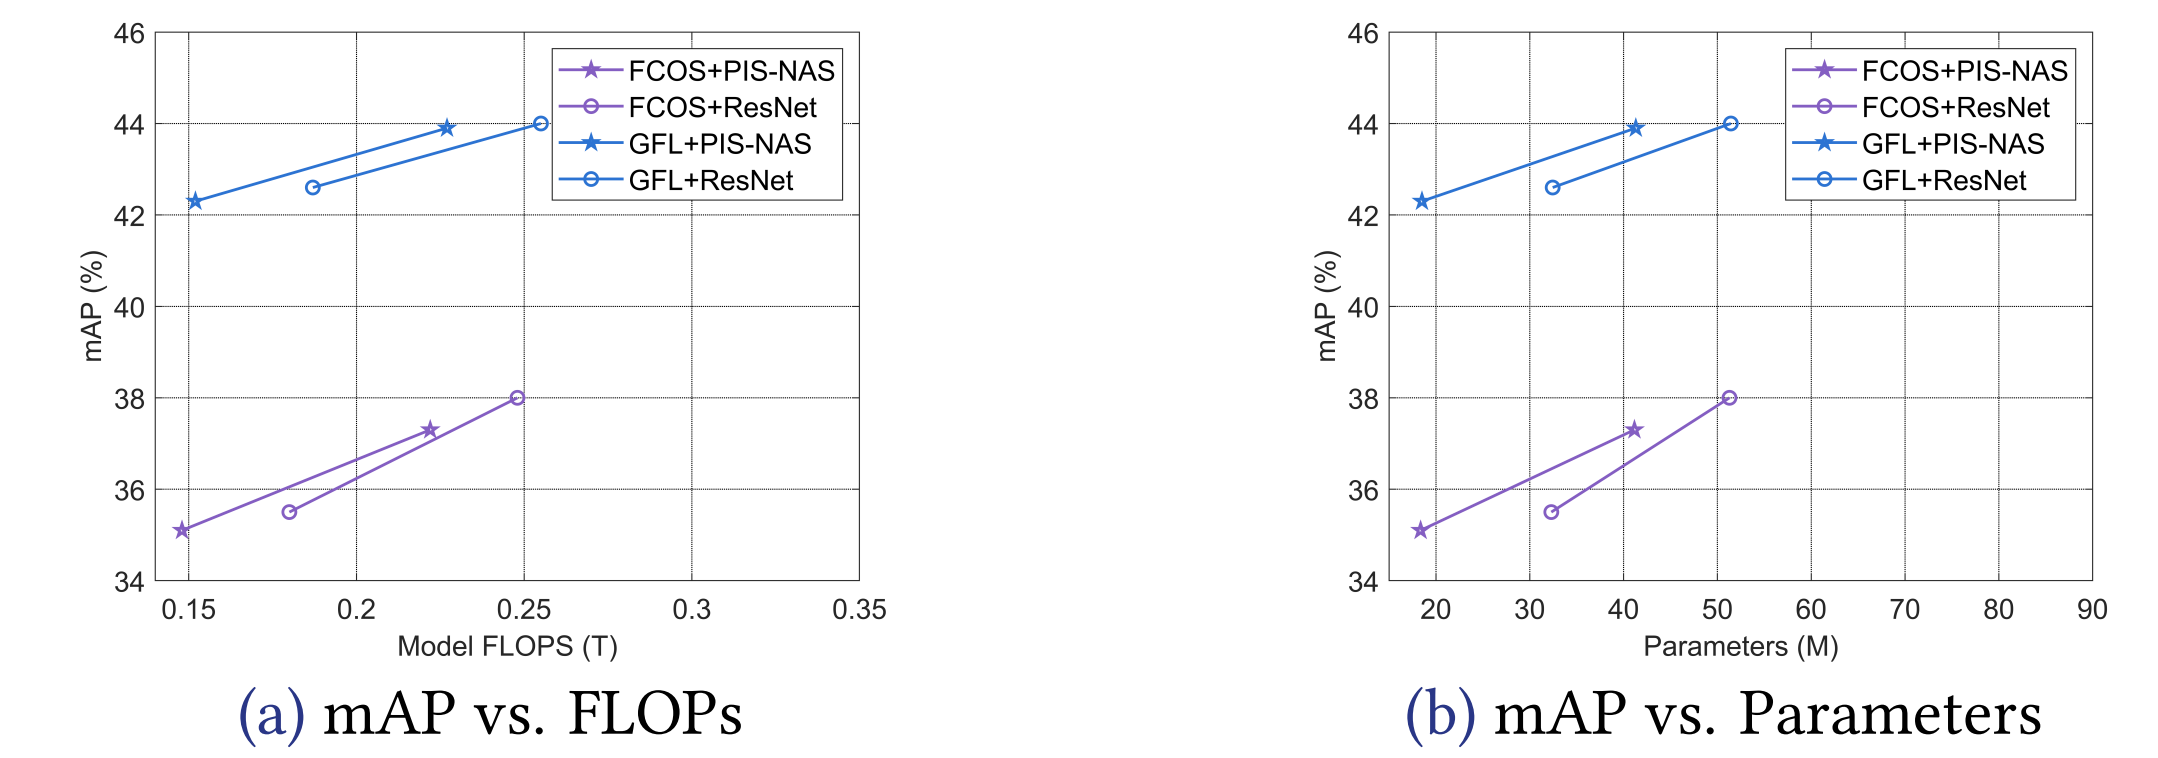 46
44
42
40
38
36
34
mAP (%)
0.15 0.2 0.25 0.3 0.35
Model FLOPS (T)
FCOS+PIS-NAS
FCOS+ResNet
GFL+PIS-NAS
GFL+ResNet
(a) mAP vs. FLOPs
46
44
42
40
38
36
34
mAP (%)
20 30 40 50 60 70 80 90
Parameters (M)
FCOS+PIS-NAS
FCOS+ResNet
GFL+PIS-NAS
GFL+ResNet
(b) mAP vs. Parameters